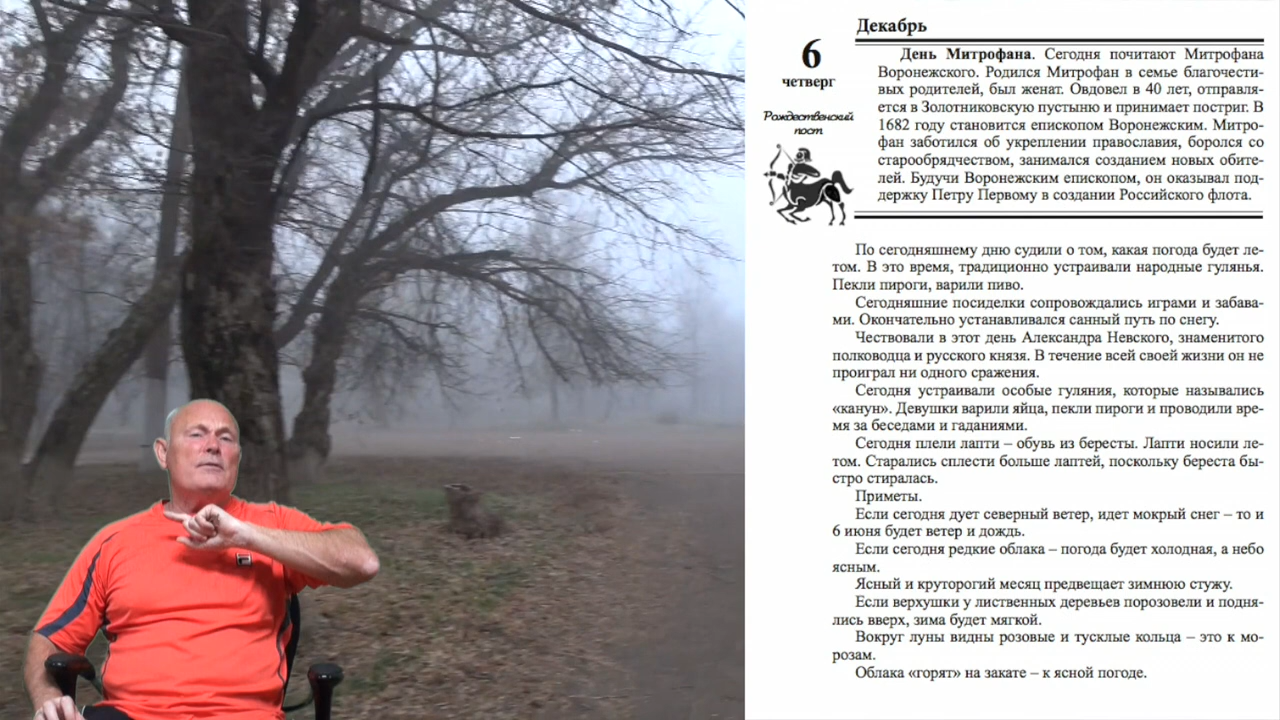 Декабрь
6
четверг
Рождественский
пост
День Митрофана. Сегодня почитают Митрофана
Воронежского. Родился Митрофан в семье благочести-
вых родителей, был женат. Овдовел в 40 лет, отправля-
ется в Золотниковскую пустыню и принимает постриг. В
1682 году становится епископом Воронежским. Митро-
фан заботился об укреплении православия, боролся со
старообрядчеством, занимался созданием новых обите-
лей. Будучи Воронежским епископом, он оказывал под-
держку Петру Первому в создании Российского флота.
По сегодняшнему дню судили о том, какая погода будет ле-
том. В это время, традиционно устраивали народные гулянья.
Пекли пироги, варили пиво.
Сегодняшние посиделки сопровождались играми и забава-
ми. Окончательно устанавливался санный путь по снегу.
Чествовали в этот день Александра Невского, знаменитого
полководца и русского князя. В течение всей своей жизни он не
проиграл ни одного сражения.
Сегодня устраивали особые гуляния, которые назывались
«канун». Девушки варили яйца, пекли пироги и проводили вре-
мя за беседами и гаданиями.
Сегодня плели лапти – обувь из бересты. Лапти носили ле-
том. Старались сплести больше лаптей, поскольку береста бы-
стро стиралась.
Приметы.
Если сегодня дует северный ветер, идет мокрый снег – то и
6 июня будет ветер и дождь.
Если сегодня редкие облака – погода будет холодная, а небо
ясным.
Ясный и круторогий месяц предвещает зимнюю стужу.
Если верхушки у лиственных деревьев порозовели и подня-
лись вверх, зима будет мягкой.
Вокруг луны видны розовые и тусклые кольца – это к мо-
розам.
Облака «горят» на закате – к ясной погоде.